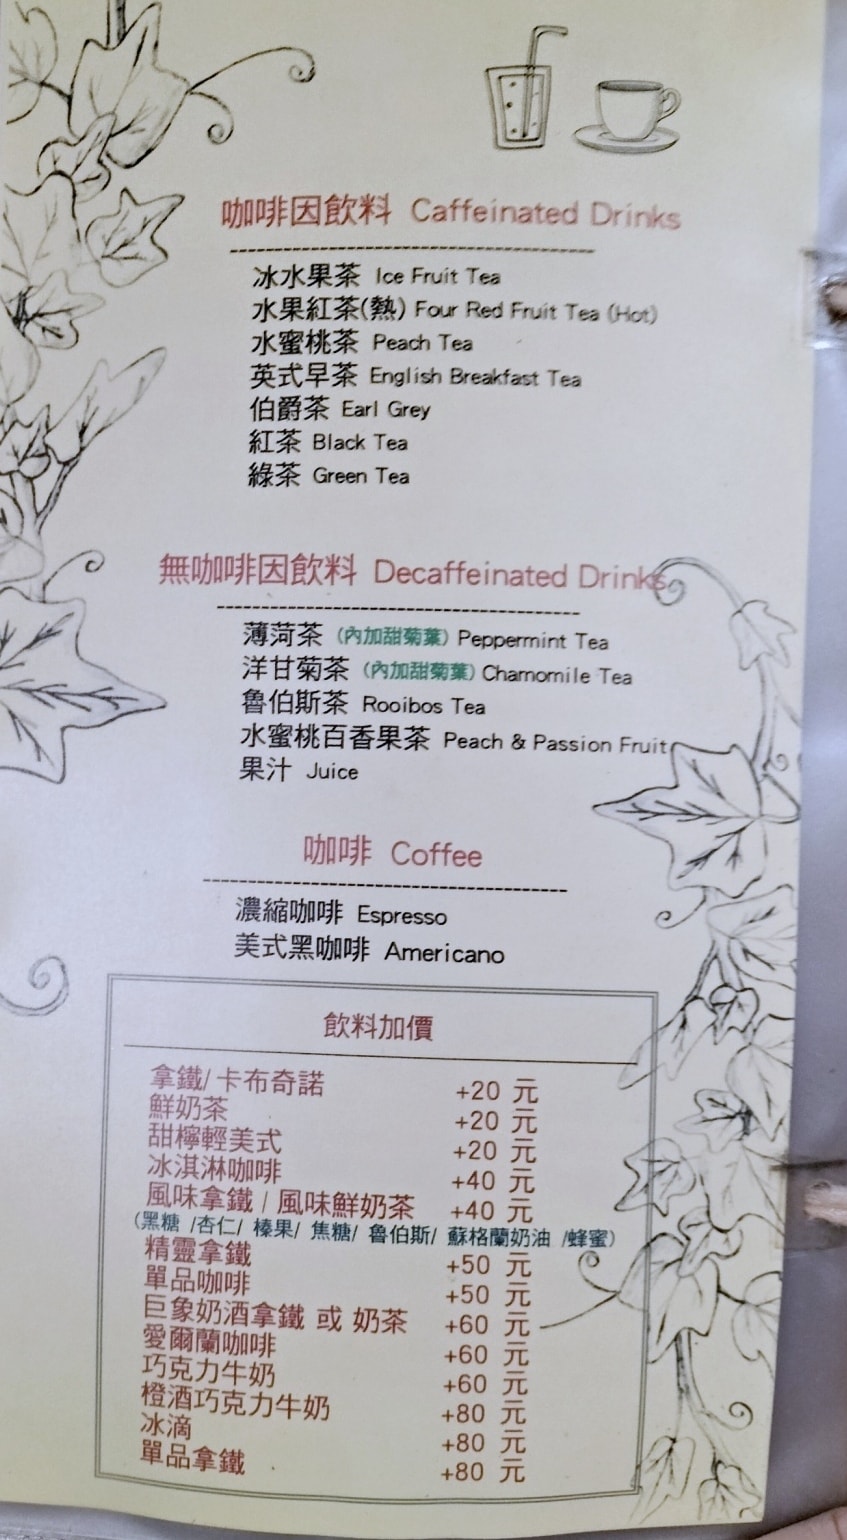 咖啡因飲料 Caffeinated Drinks
冰水果茶 Ice Fruit Tea
水果紅茶(熱) Four Red Fruit Tea (Hot)
水蜜桃茶 Peach Tea
英式早茶 English Breakfast Tea
伯爵茶 Earl Grey
紅茶 Black Tea
綠茶 Green Tea
無咖啡因飲料 Decaffeinated Drinks
薄菏茶 (內加甜菊葉) Peppermint Tea
洋甘菊茶 (內加甜菊葉) Chamomile Tea
魯伯斯茶 Rooibos Tea
水蜜桃百香果茶 Peach & Passion Fruit
果汁 Juice
咖啡 Coffee
濃縮咖啡 Espresso
美式黑咖啡 Americano
飲料加價
拿鐵/卡布奇諾 +20 元
鮮奶茶 +20 元
甜檸輕美式 +20 元
冰淇淋咖啡 +40 元
風味拿鐵 / 風味鮮奶茶 +40 元
(黑糖 /杏仁/ 榛果/ 焦糖/ 魯伯斯/ 蘇格蘭奶油 /蜂蜜)
精靈拿鐵 +50 元
單品咖啡 +50 元
巨象奶酒拿鐵 或 奶茶 +60 元
愛爾蘭咖啡 +60 元
巧克力牛奶 +60 元
橙酒巧克力牛奶 +80 元
冰滴 +80 元
單品拿鐵 +80 元